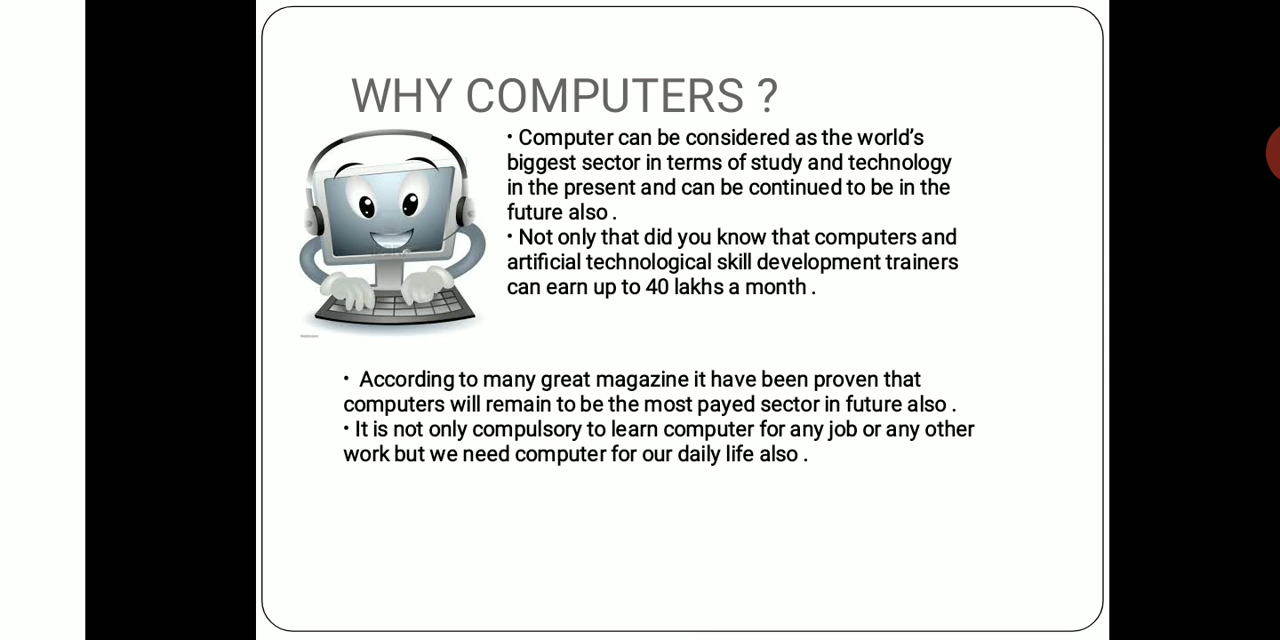 WHY COMPUTERS ?
• Computer can be considered as the world's
biggest sector in terms of study and technology
in the present and can be continued to be in the
future also .
• Not only that did you know that computers and
artificial technological skill development trainers
can earn up to 40 lakhs a month .
• According to many great magazine it have been proven that
computers will remain to be the most payed sector in future also .
• It is not only compulsory to learn computer for any job or any other
work but we need computer for our daily life also .